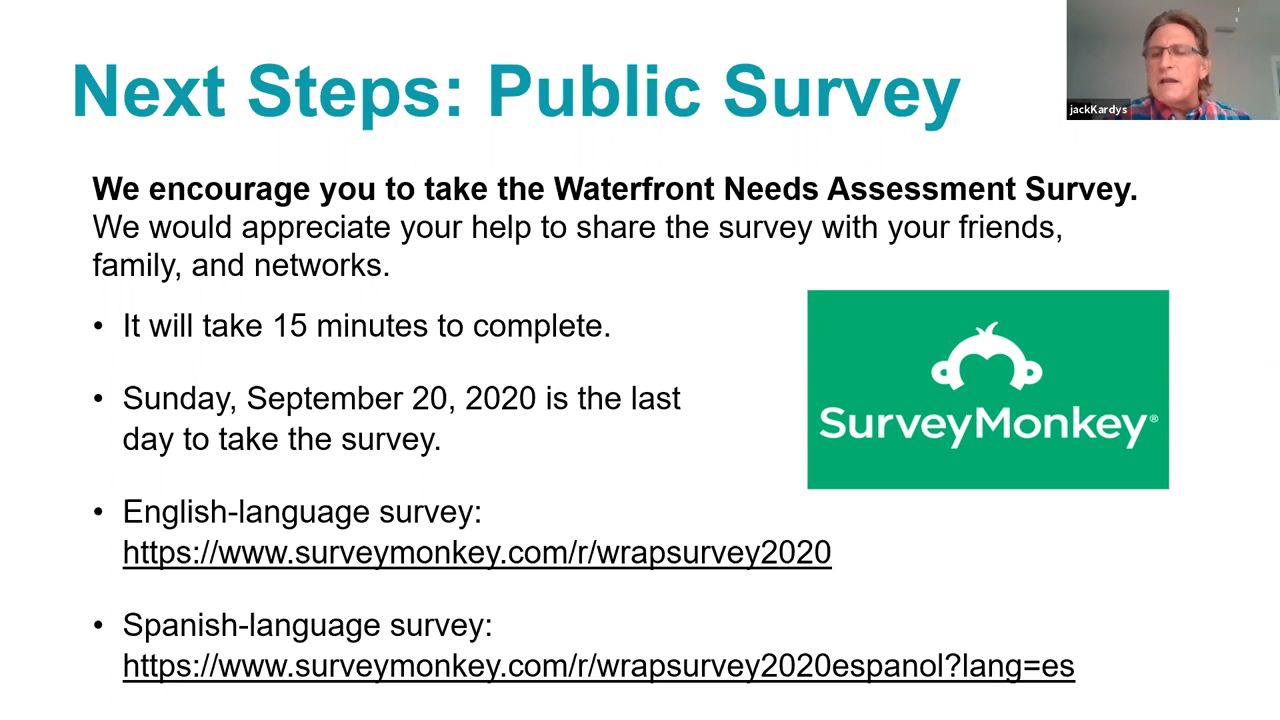 Next Steps: Public Survey
jackKardys
We encourage you to take the Waterfront Needs Assessment Survey.
We would appreciate your help to share the survey with your friends,
family, and networks.
• It will take 15 minutes to complete.
• Sunday, September 20, 2020 is the last
day to take the survey.
SurveyMonkey®
• English-language survey:
https://www.surveymonkey.com/r/wrapsurvey2020
• Spanish-language survey:
https://www.surveymonkey.com/r/wrapsurvey2020espanol?lang=es